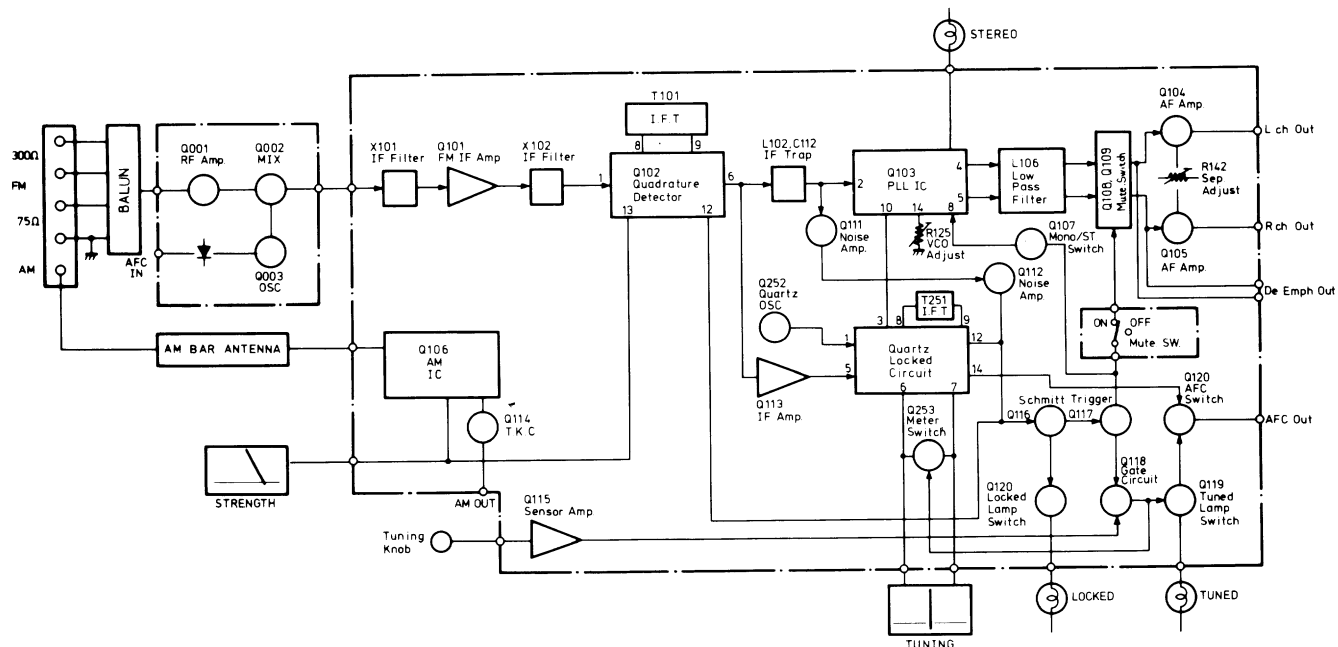 STEREO
300Ω
FM
75Ω
AM
BALUN
AFC
IN
Q001
RF Amp.
Q002
MIX
Q003
OSC
X101
IF Filter
Q101
FM IF Amp
X102
IF Filter
T101
I.F.T
8
9
1
Q102
Quadrature
Detector
6
13
12
L102,C112
IF Trap
2
Q103
PLL IC
4
5
10
14
8
L106
Low
Pass
Filter
Q108, Q109
Mute Switch
Q104
AF Amp.
R142
Sep
Adjust
Q105
AF Amp.
L ch Out
R ch Out
De Emph Out
Q111
Noise
Amp.
R125
VCO
Adjust
Q107
Mono/ST
Switch
Q112
Noise
Amp
Q252
Quartz
OSC
T251
I.F.T
3
8
9
1
12
Quartz
Locked
Circuit
5
14
6
7
Q113
IF Amp.
ON
OFF
Mute SW.
AM BAR ANTENNA
Q106
AM
IC
Q114
T.K.C
STRENGTH
AM OUT
Q253
Meter
Switch
Schmitt Trigger
Q116
Q117
Q120
AFC
Switch
AFC Out
Q118
Gate
Circuit
Q120
Locked
Lamp
Switch
Q119
Tuned
Lamp
Switch
Q115
Sensor Amp.
Tuning
Knob
LOCKED
TUNED
TUNING